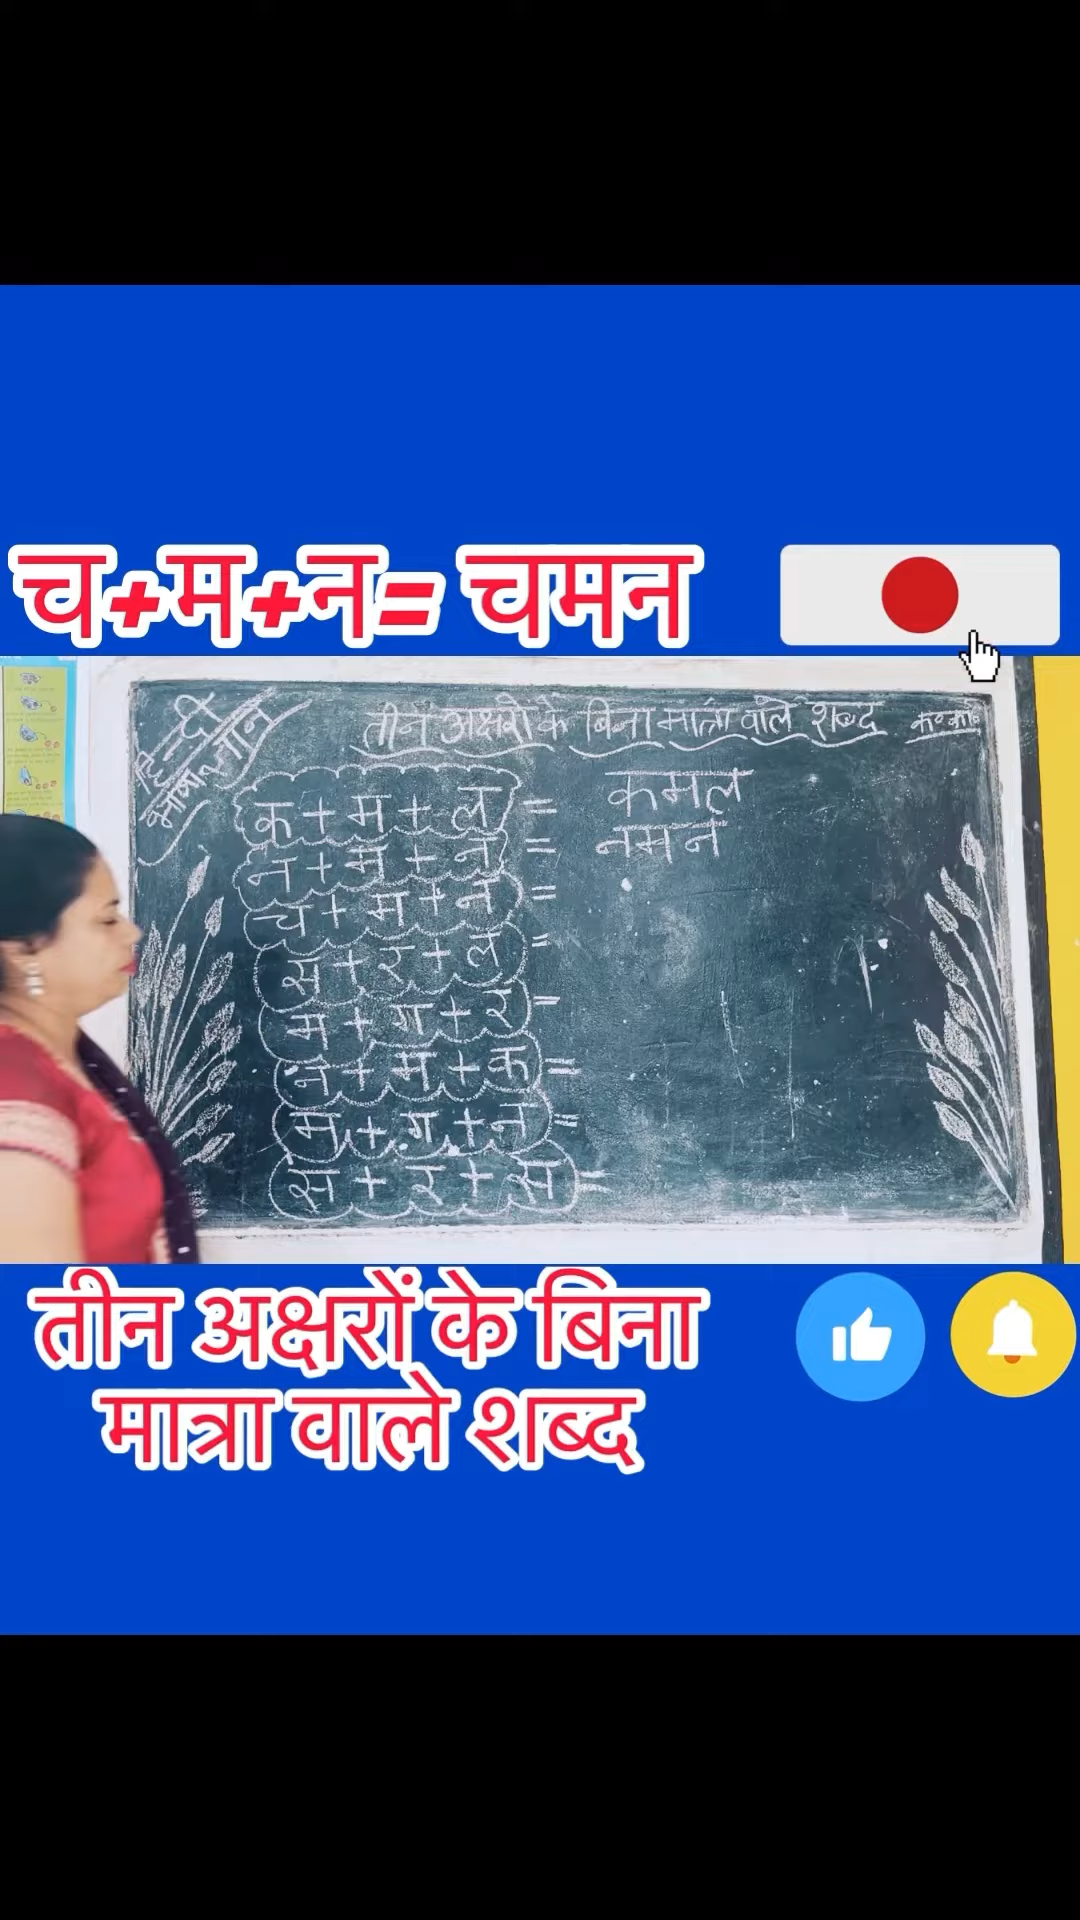 च+म+न= चमन
हिन्दी
भाषा ज्ञान
तीन अक्षरो के बिना मात्रा वाले शब्द
क+म+ल = कमल
न+म+न = नमन
च+म+न =
स+र+ल =
म+ग+र =
न+म+क =
म+ग+न =
स+र+स =
तीन अक्षरों के बिना
मात्रा वाले शब्द